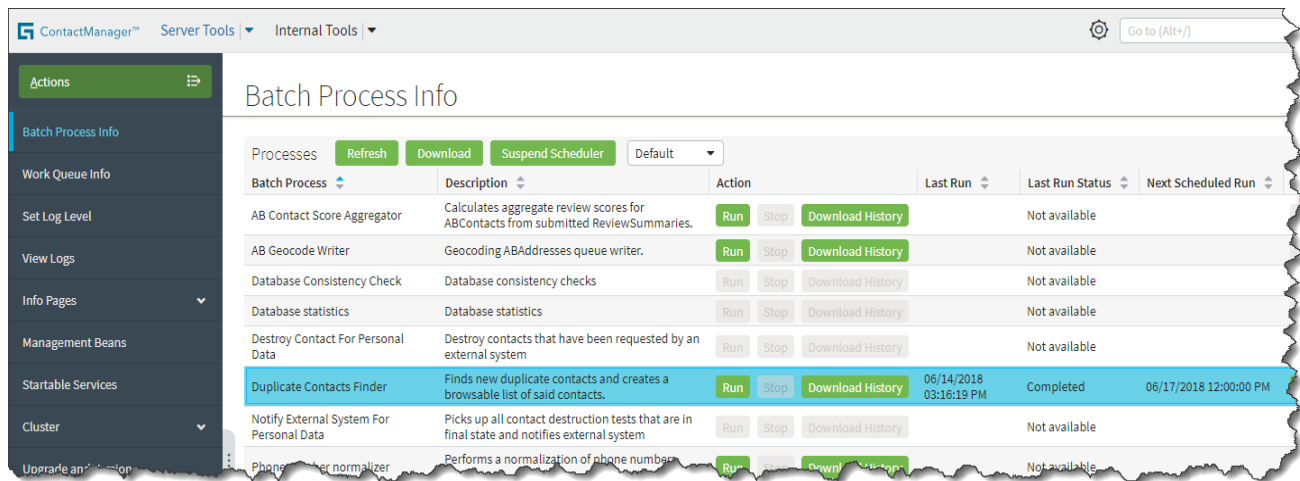 ContactManager™ Server Tools Internal Tools Go to (Alt+/)
Actions
Batch Process Info
Work Queue Info
Set Log Level
View Logs
Info Pages
Management Beans
Startable Services
Cluster
Upgrade and
Batch Process Info
Processes Refresh Download Suspend Scheduler Default
Batch Process Description Action Last Run Last Run Status Next Scheduled Run
AB Contact Score Aggregator Calculates aggregate review scores for
ABContacts from submitted ReviewSummaries. Run Stop Download History Not available
AB Geocode Writer Geocoding ABAddresses queue writer. Run Stop Download History Not available
Database Consistency Check Database consistency checks Run Stop Download History Not available
Database statistics Database statistics Run Stop Download History Not available
Destroy Contact For Personal
Data Destroy contacts that have been requested by an
external system Run Stop Download History Not available
Duplicate Contacts Finder Finds new duplicate contacts and creates a
browsable list of said contacts. Run Stop Download History 06/14/2018
03:16:19 PM Completed 06/17/2018 12:00:00 PM
Notify External System For
Personal Data Picks up all contact destruction tests that are in
final state and notifies external system Run Stop Download History Not available
normalizer Performs a normalization of phone numbers Run Stop Download History Not available